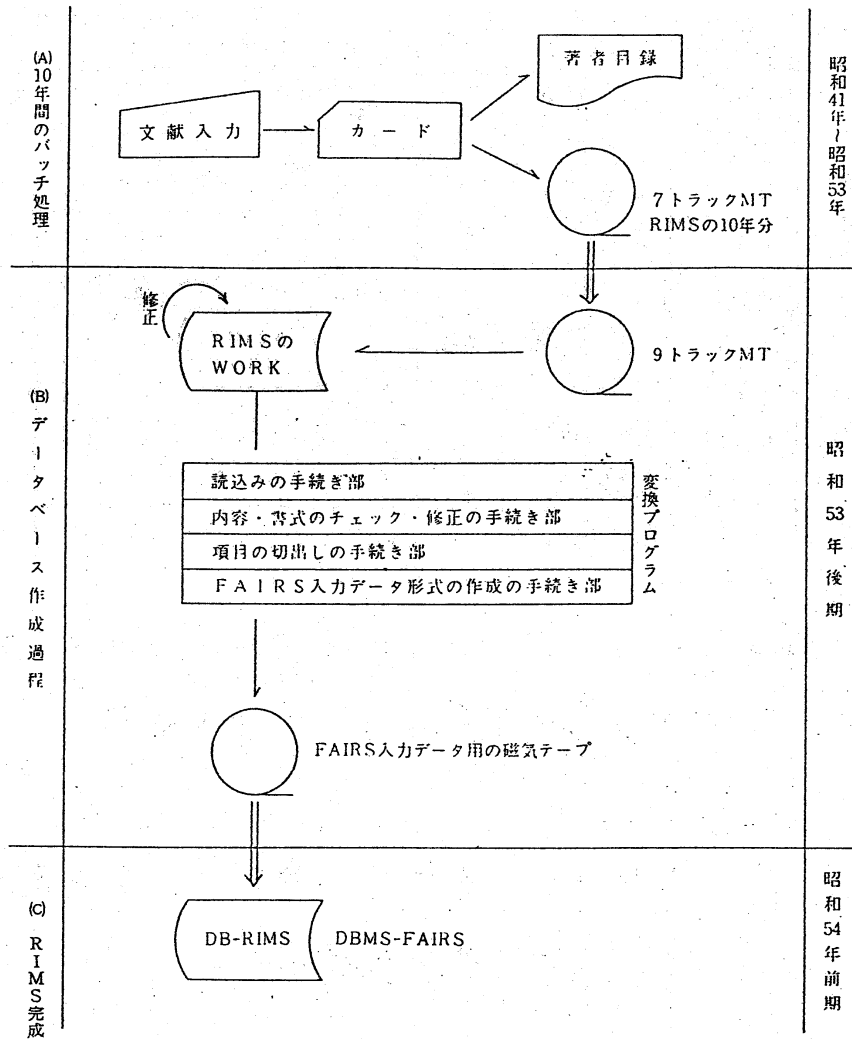 (A) 10年間のバッチ処理
文献入力
カード
著者目録
7トラックMT
RIMSの10年分
昭和41年~昭和53年
(B) データベース作成過程
修正
RIMSの
WORK
9トラックMT
読込みの手続き部
内容・書式のチェック・修正の手続き部
項目の切出しの手続き部
FAIRS入力データ形式の作成の手続き部
変換プログラム
FAIRS入力データ用の磁気テープ
昭和53年後期
(C) RIMS完成
DB-RIMS
DBMS-FAIRS
昭和54年前期